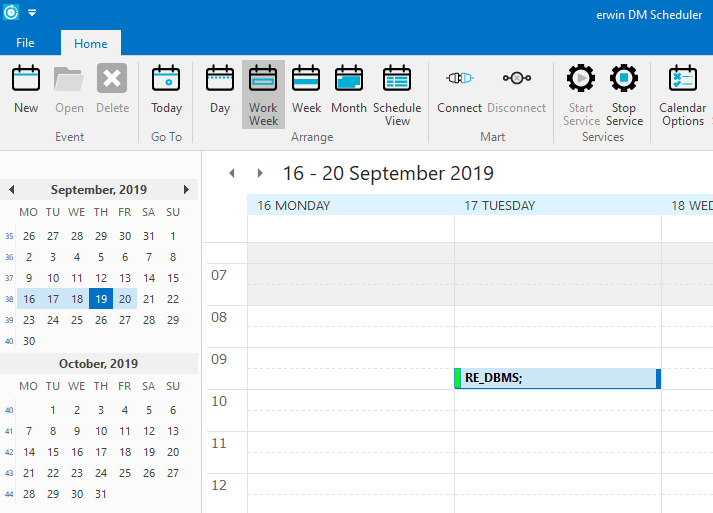 erwin DM Scheduler
File Home
New Open Delete Today Day Work Week Week Month Schedule View Connect Disconnect Start Service Stop Service Calendar Options
Event Go To Arrange Mart Services
September, 2019
MO TU WE TH FR SA SU
35 26 27 28 29 30 31 1
36 2 3 4 5 6 7 8
37 9 10 11 12 13 14 15
38 16 17 18 19 20 21 22
39 23 24 25 26 27 28 29
40 30
October, 2019
MO TU WE TH FR SA SU
40 1 2 3 4 5 6
41 7 8 9 10 11 12 13
42 14 15 16 17 18 19 20
43 21 22 23 24 25 26 27
44 28 29 30 31
16 - 20 September 2019
16 MONDAY 17 TUESDAY 18 WED
07
08
09
RE_DBMS;
10
11
12